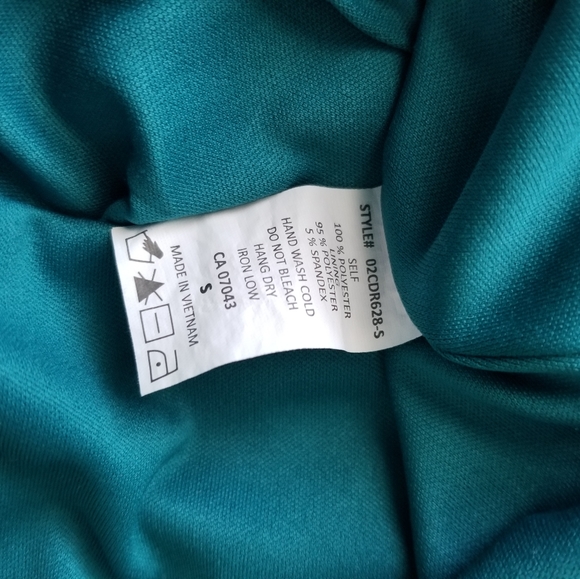 STYLE# 02CDR628-S
SELF
100 % POLYESTER
LINING
95 % POLYESTER
5 % SPANDEX
HAND WASH COLD
DO NOT BLEACH
HANG DRY
IRON LOW
CA 07043
S
MADE IN VIETNAM